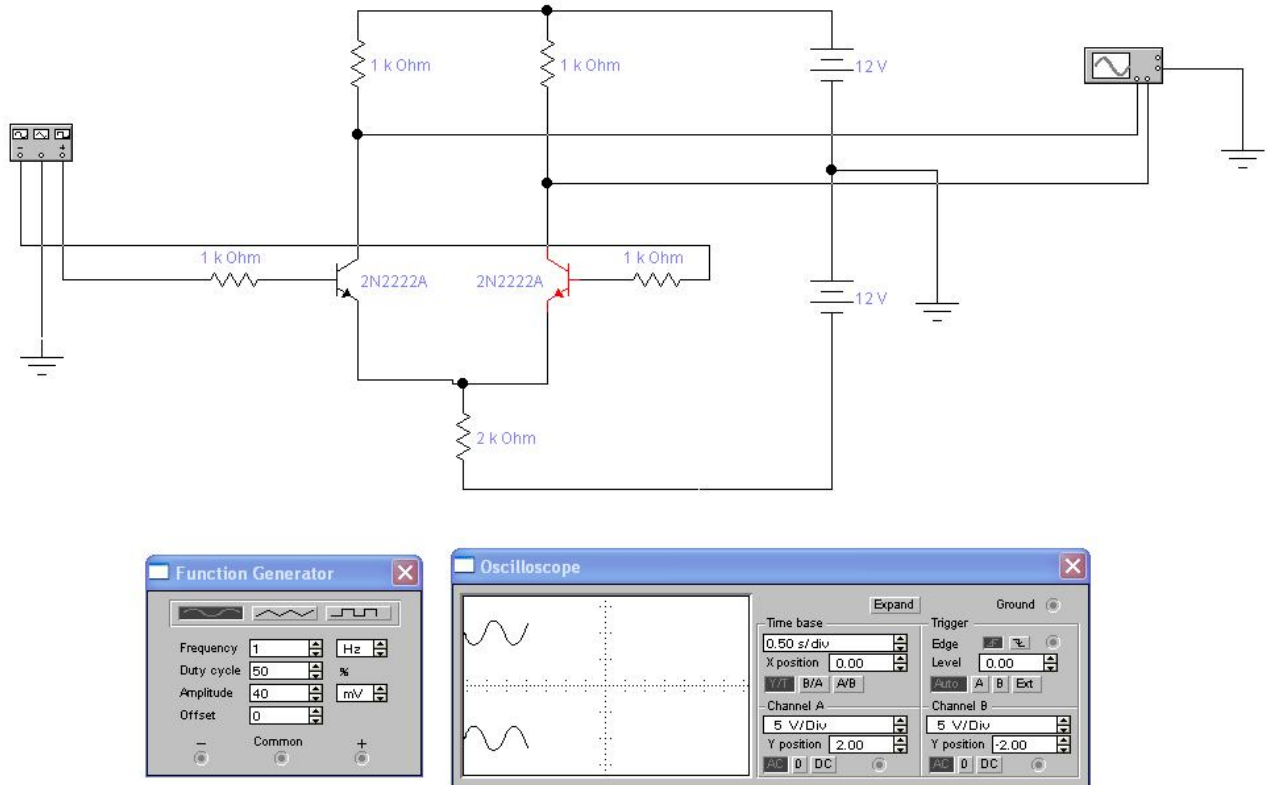 1 k Ohm
1 k Ohm
12 V
- +
1 k Ohm
2N2222A
2N2222A
1 k Ohm
12 V
2 k Ohm
Function Generator
Frequency 1 Hz
Duty cycle 50 %
Amplitude 40 mV
Offset 0
- Common +
Oscilloscope
Expand Ground
Time base
0.50 s/div
X position 0.00
Y/T B/A A/B
Trigger
Edge
Level 0.00
Auto A B Ext
Channel A
5 V/Div
Y position 2.00
AC 0 DC
Channel B
5 V/Div
Y position -2.00
AC 0 DC